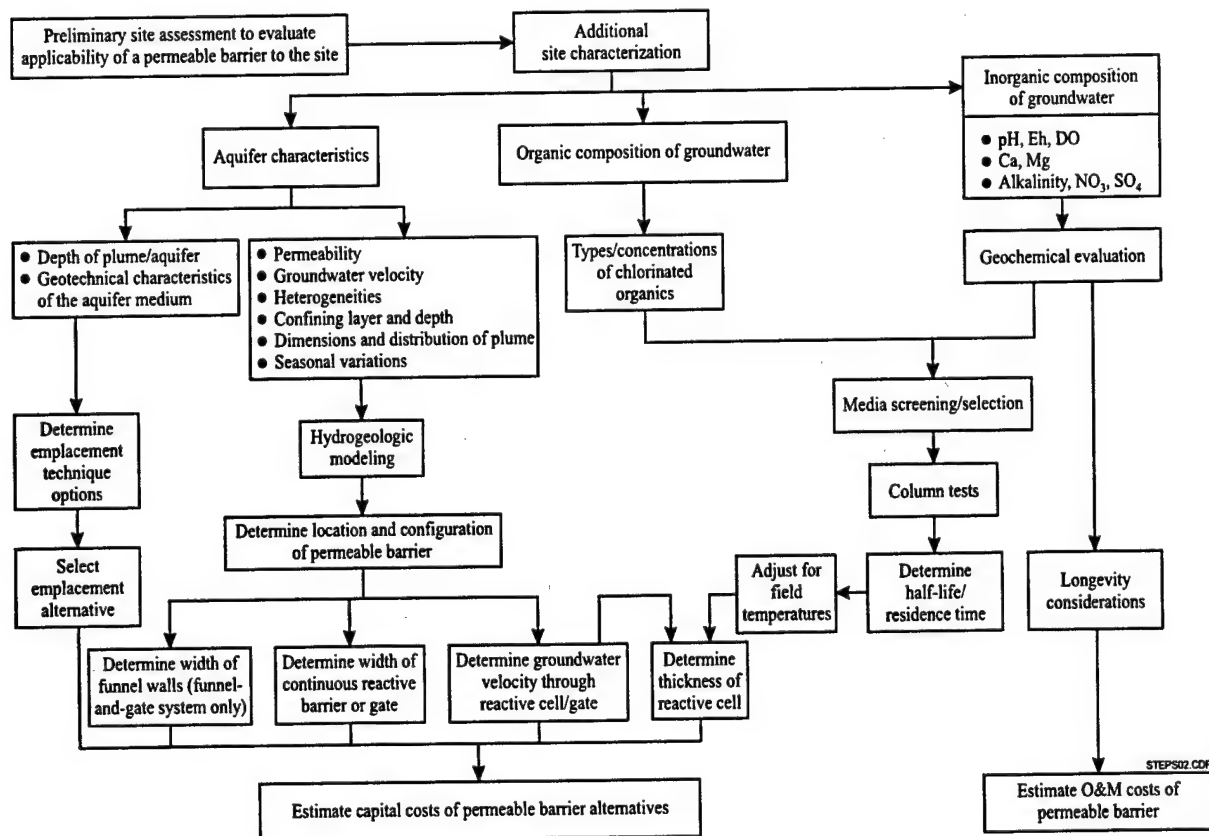 Preliminary site assessment to evaluate
applicability of a permeable barrier to the site
Additional
site characterization
Inorganic composition
of groundwater
● pH, Eh, DO
● Ca, Mg
● Alkalinity, NO₃, SO₄
Aquifer characteristics
Organic composition of groundwater
● Depth of plume/aquifer
● Geotechnical characteristics
of the aquifer medium
● Permeability
● Groundwater velocity
● Heterogeneities
● Confining layer and depth
● Dimensions and distribution of plume
● Seasonal variations
Types/concentrations
of chlorinated
organics
Geochemical evaluation
Media screening/selection
Determine
emplacement
technique
options
Hydrogeologic
modeling
Column tests
Determine location and configuration
of permeable barrier
Select
emplacement
alternative
Adjust for
field
temperatures
Determine
half-life/
residence time
Longevity
considerations
Determine width of
funnel walls (funnel-
and-gate system only)
Determine width of
continuous reactive
barrier or gate
Determine groundwater
velocity through
reactive cell/gate
Determine
thickness of
reactive cell
STEPS02.CDR
Estimate capital costs of permeable barrier alternatives
Estimate O&M costs of
permeable barrier